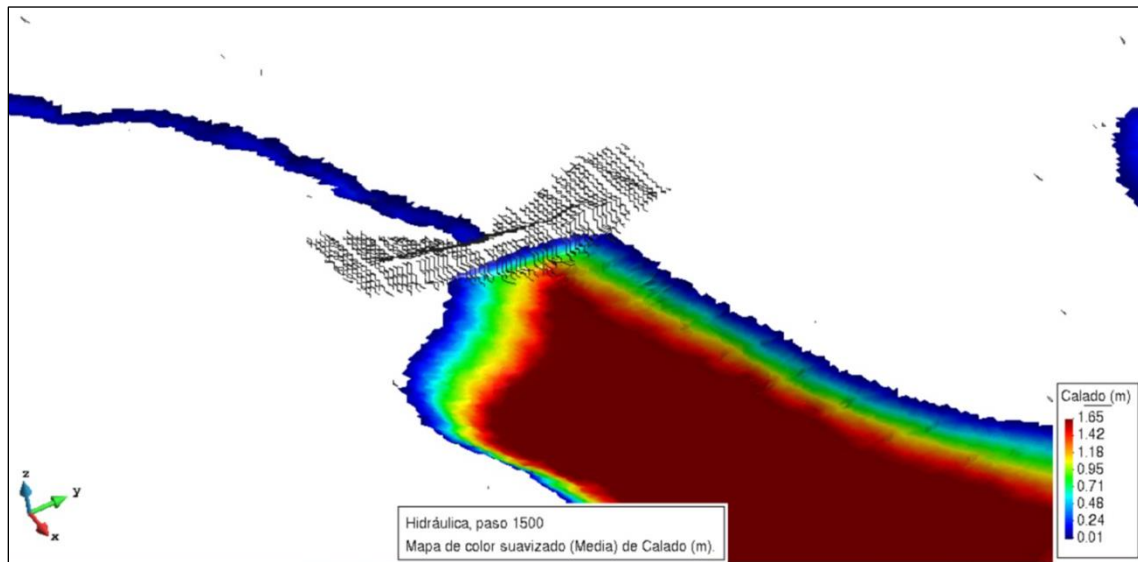 Calado (m)
1.65
1.42
1.18
0.95
0.71
0.48
0.24
0.01
z
y
x
Hidráulica, paso 1500
Mapa de color suavizado (Media) de Calado (m).